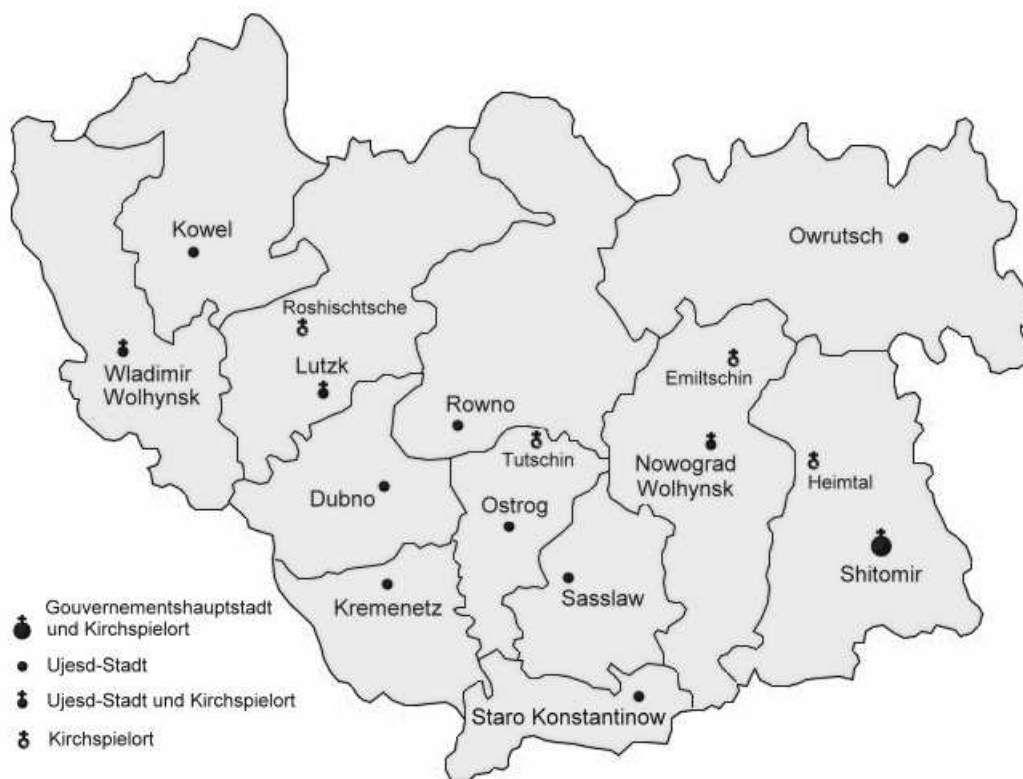 Kowel
Owrutsch
Roshischtsche
Wladimir
Wolhynsk
Lutzk
Emiltschin
Rowno
Tutschin
Nowograd
Wolhynsk
Heimtal
Dubno
Ostrog
Shitomir
Kremenetz
Sasslaw
Staro Konstantinow
Gouvernementshauptstadt
und Kirchspielort
Ujesd-Stadt
Ujesd-Stadt und Kirchspielort
Kirchspielort